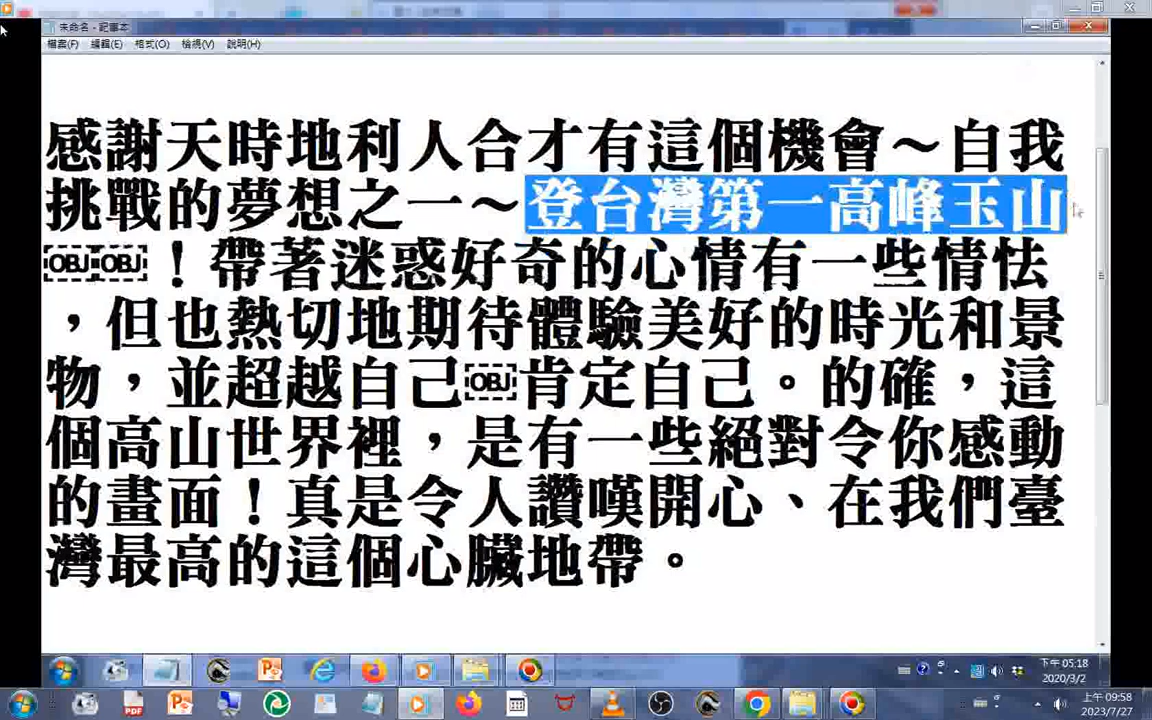 未命名 - 記事本
檔案(F) 編輯(E) 格式(O) 檢視(V) 說明(H)
感謝天時地利人合才有這個機會～自我
挑戰的夢想之一～登台灣第一高峰玉山
OBJ OBJ！帶著迷惑好奇的心情有一些情怯
，但也熱切地期待體驗美好的時光和景
物，並超越自己OBJ肯定自己。的確，這
個高山世界裡，是有一些絕對令你感動
的畫面！真是令人讚嘆開心、在我們臺
灣最高的這個心臟地帶。
下午 05:18
2020/3/2
PDF
上午 09:58
2023/7/27